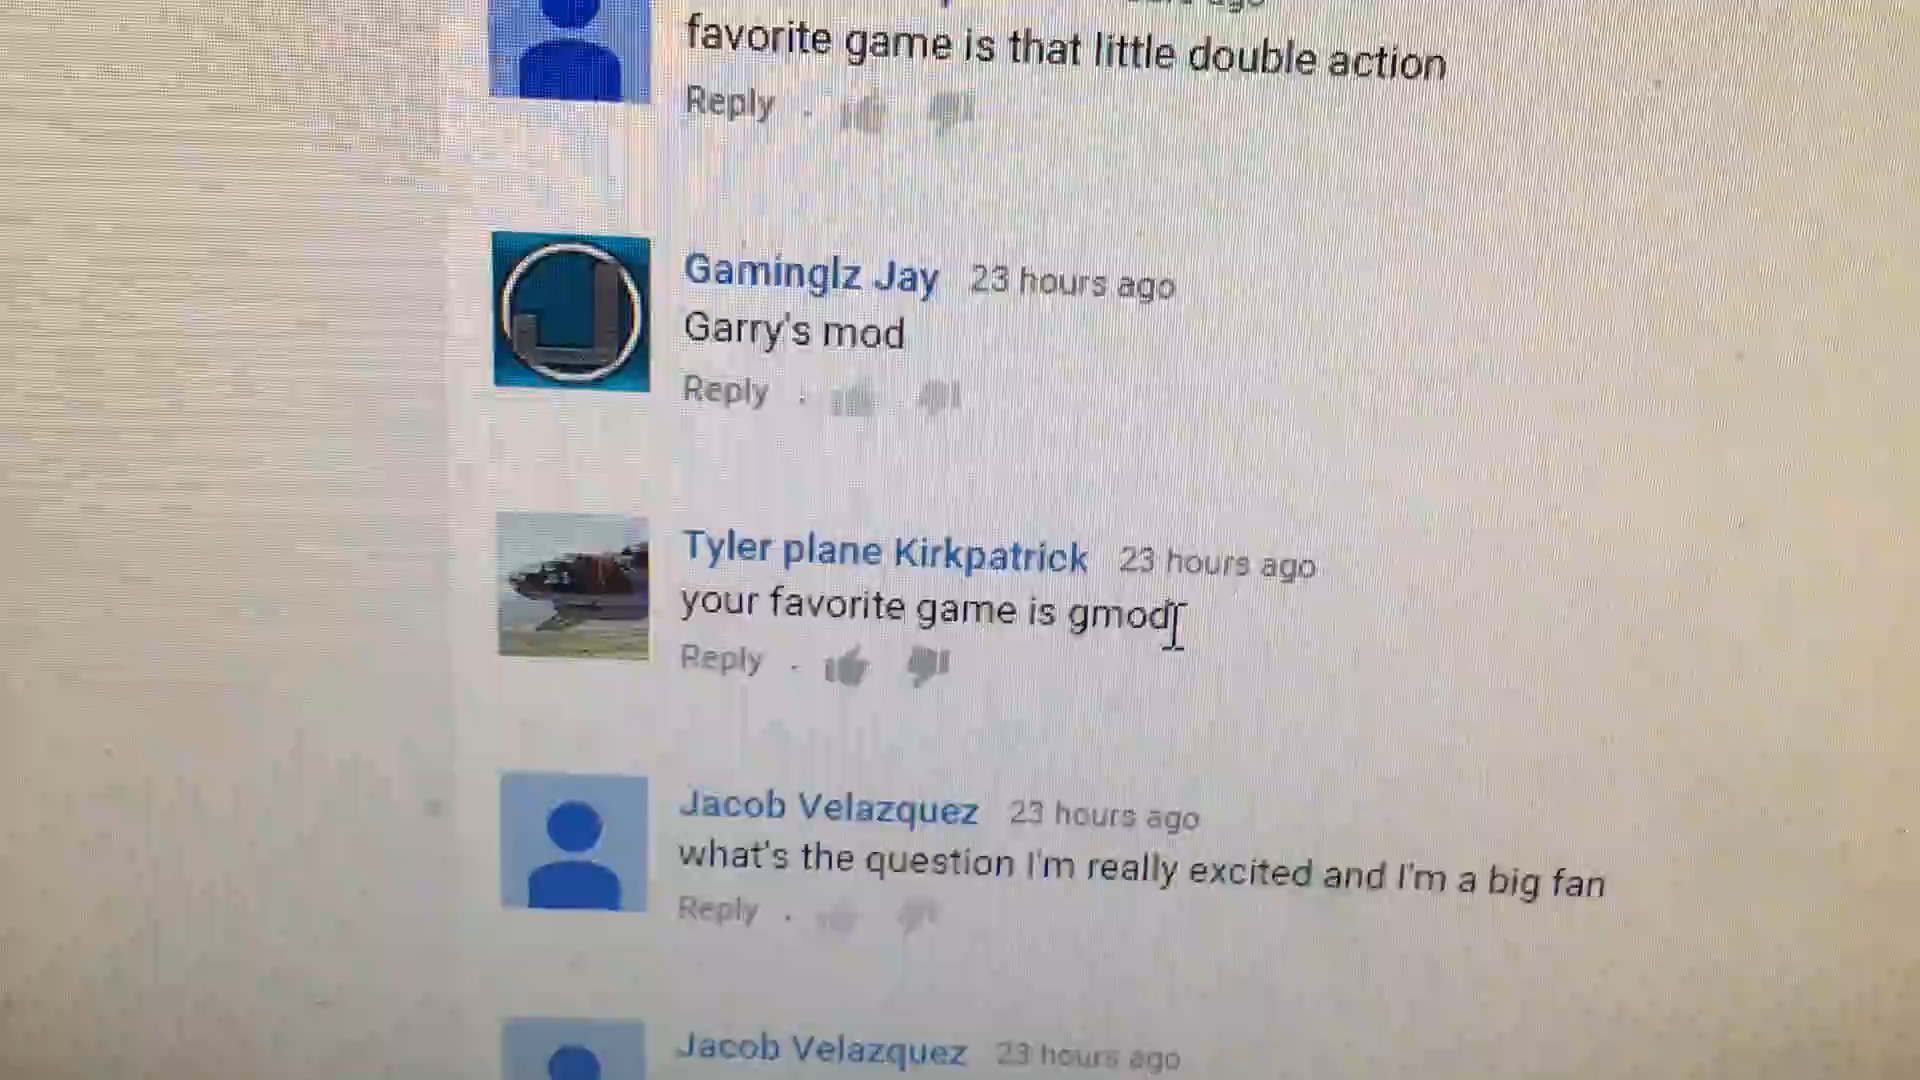 favorite game is that little double action
Reply
Gaminglz Jay 23 hours ago
Garry's mod
Reply
Tyler plane Kirkpatrick 23 hours ago
your favorite game is gmod
Reply
Jacob Velazquez 23 hours ago
what's the question I'm really excited and I'm a big fan
Reply
Jacob Velazquez 23 hours ago